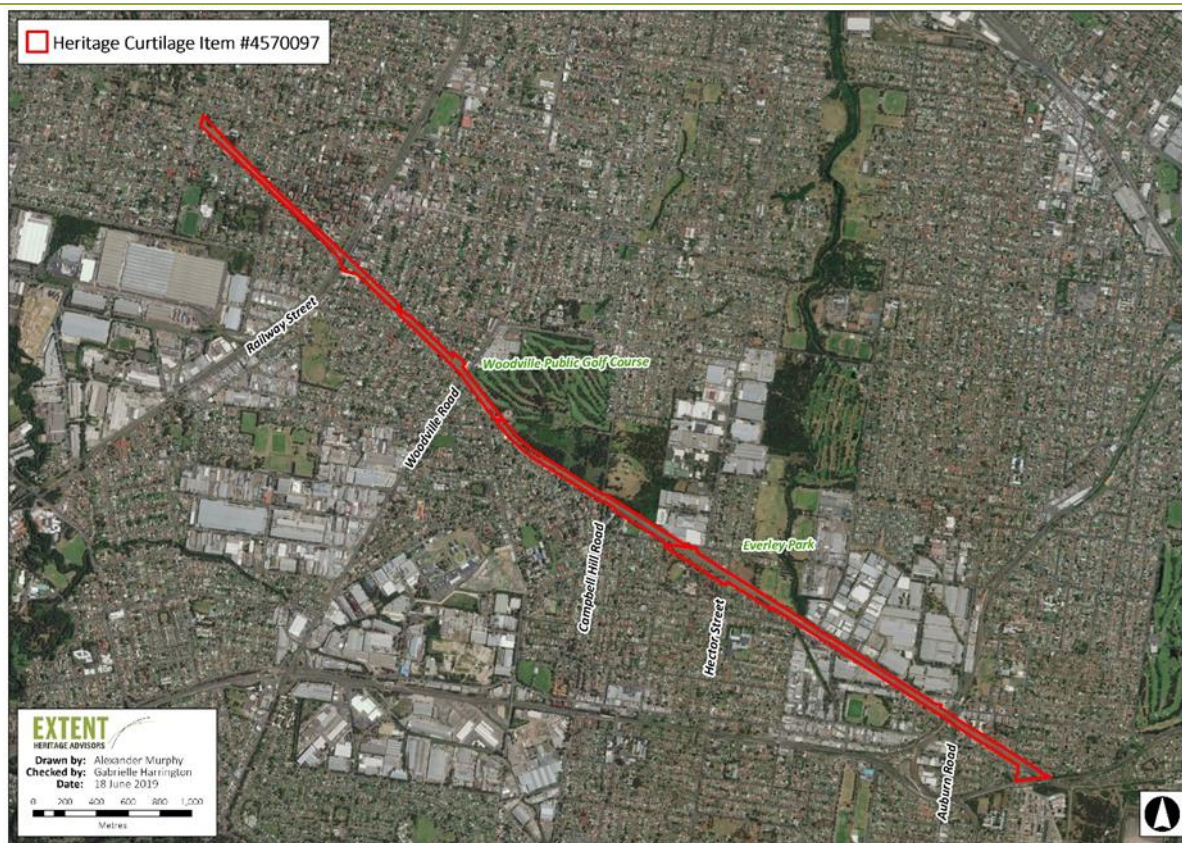 Heritage Curtilage Item #4570097
Railway Street
Woodville Public Golf Course
Woodville Road
Campbell Hill Road
Everley Park
Hector Street
Auburn Road
EXTENT
HERITAGE ADVISORS
Drawn by: Alexander Murphy
Checked by: Gabrielle Harrington
Date: 18 June 2019
0 200 400 600 800 1,000
Metres